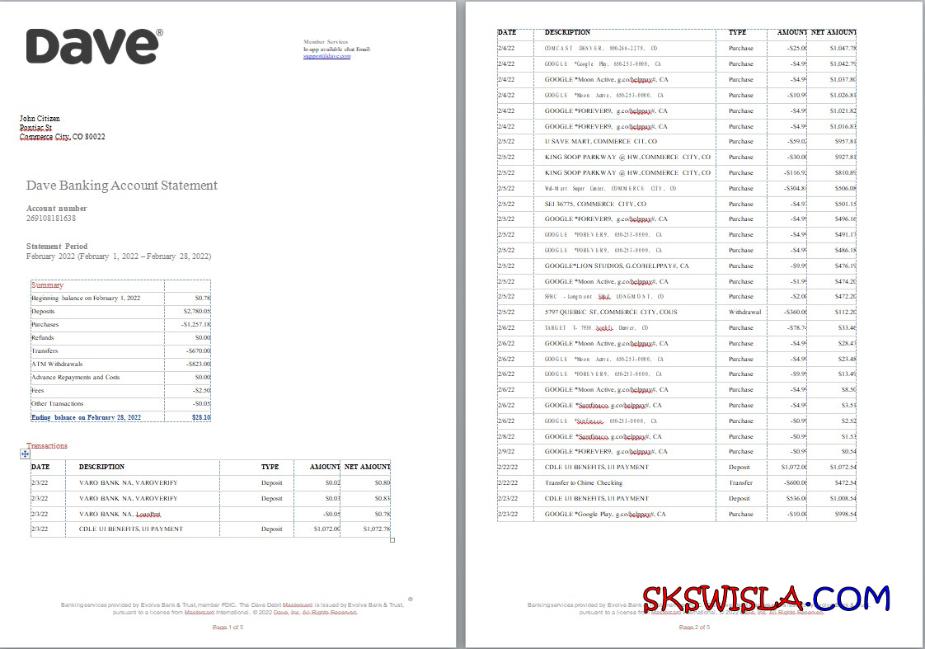 Dave®
Member Services
In-app available chat Email:
support@dave.com
John Citizen
Pontiac St
Commerce City, CO 80022
Dave Banking Account Statement
Account number
269108181638
Statement Period
February 2022 (February 1, 2022 – February 28, 2022)
Summary
Beginning balance on February 1, 2022 $0.78
Deposits $2,780.05
Purchases -$1,257.18
Refunds $0.00
Transfers -$670.00
ATM Withdrawals -$823.00
Advance Repayments and Costs $0.00
Fees -$2.50
Other Transactions -$0.05
Ending balance on February 28, 2022 $28.10
Transactions
DATE DESCRIPTION TYPE AMOUNT NET AMOUNT
2/3/22 VARO BANK NA, VAROVERIFY Deposit $0.02 $0.80
2/3/22 VARO BANK NA, VAROVERIFY Deposit $0.03 $0.83
2/3/22 VARO BANK NA, -$0.05 $0.78
2/3/22 CDLE UI BENEFITS, UI PAYMENT Deposit $1,072.00 $1,072.78
Banking services provided by Evolve Bank & Trust, member FDIC. The Dave Debit Mastercard is issued by Evolve Bank & Trust,
pursuant to a license from Mastercard International. © 2022 Dave, Inc. All Rights Reserved.
Page 1 of 5
DATE DESCRIPTION TYPE AMOUNT NET AMOUNT
2/4/22 COMCAST DENVER, 800-266-2278, CO Purchase -$25.00 $1,047.78
2/4/22 GOOGLE *Google Play, 650-253-0000, CA Purchase -$4.99 $1,042.79
2/4/22 GOOGLE *Moon Active, g.co/helppay#, CA Purchase -$4.99 $1,037.80
2/4/22 GOOGLE *Moon Active, 650-253-0000, CA Purchase -$10.99 $1,026.81
2/4/22 GOOGLE *FOREVER9, g.co/helppay#, CA Purchase -$4.99 $1,021.82
2/4/22 GOOGLE *FOREVER9, g.co/helppay#, CA Purchase -$4.99 $1,016.83
2/5/22 U SAVE MART, COMMERCE CIT, CO Purchase -$59.02 $957.81
2/5/22 KING SOOP PARKWAY @ HW, COMMERCE CITY, CO Purchase -$30.00 $927.81
2/5/22 KING SOOP PARKWAY @ HW, COMMERCE CITY, CO Purchase -$116.92 $810.89
2/5/22 Wal-Mart Super Center, COMMERCE CITY, CO Purchase -$304.81 $506.08
2/5/22 SEI 36775, COMMERCE CITY, CO Purchase -$4.93 $501.15
2/5/22 GOOGLE *FOREVER9, g.co/helppay#, CA Purchase -$4.99 $496.16
2/5/22 GOOGLE *FOREVER9, 650-253-0000, CA Purchase -$4.99 $491.17
2/5/22 GOOGLE *FOREVER9, 650-253-0000, CA Purchase -$4.99 $486.18
2/5/22 GOOGLE*LION STUDIOS, G.CO/HELPPAY#, CA Purchase -$9.99 $476.19
2/5/22 GOOGLE *Moon Active, g.co/helppay#, CA Purchase -$1.99 $474.20
2/5/22 Longmont LONGMONT, CO Purchase -$2.00 $472.20
2/5/22 5797 QUEBEC ST, COMMERCE CITY, COUS Withdrawal -$360.00 $112.20
2/6/22 TARGET Denver, CO Purchase -$78.74 $33.46
2/6/22 GOOGLE *Moon Active, g.co/helppay#, CA Purchase -$4.99 $28.47
2/6/22 GOOGLE *Moon Active, 650-253-0000, CA Purchase -$4.99 $23.48
2/6/22 GOOGLE *FOREVER9, 650-253-0000, CA Purchase -$9.99 $13.49
2/6/22 GOOGLE *Moon Active, g.co/helppay#, CA Purchase -$4.99 $8.50
2/6/22 GOOGLE g.co/helppay#, CA Purchase -$4.99 $3.51
2/6/22 GOOGLE 650-253-0000, CA Purchase -$0.99 $2.52
2/8/22 GOOGLE g.co/helppay#, CA Purchase -$0.99 $1.53
2/9/22 GOOGLE *FOREVER9, g.co/helppay#, CA Purchase -$0.99 $0.54
2/22/22 CDLE UI BENEFITS, UI PAYMENT Deposit $1,072.00 $1,072.54
2/22/22 Transfer to Chime Checking Transfer -$600.00 $472.54
2/23/22 CDLE UI BENEFITS, UI PAYMENT Deposit $536.00 $1,008.54
2/23/22 GOOGLE *Google Play, g.co/helppay#, CA Purchase -$10.00 $998.54
Banking services provided by Evolve Bank & Trust, member FDIC.
pursuant to a license from Mastercard International. © 2022 Dave, Inc. All Rights Reserved.
Page 2 of 5
SKSWISLA.COM